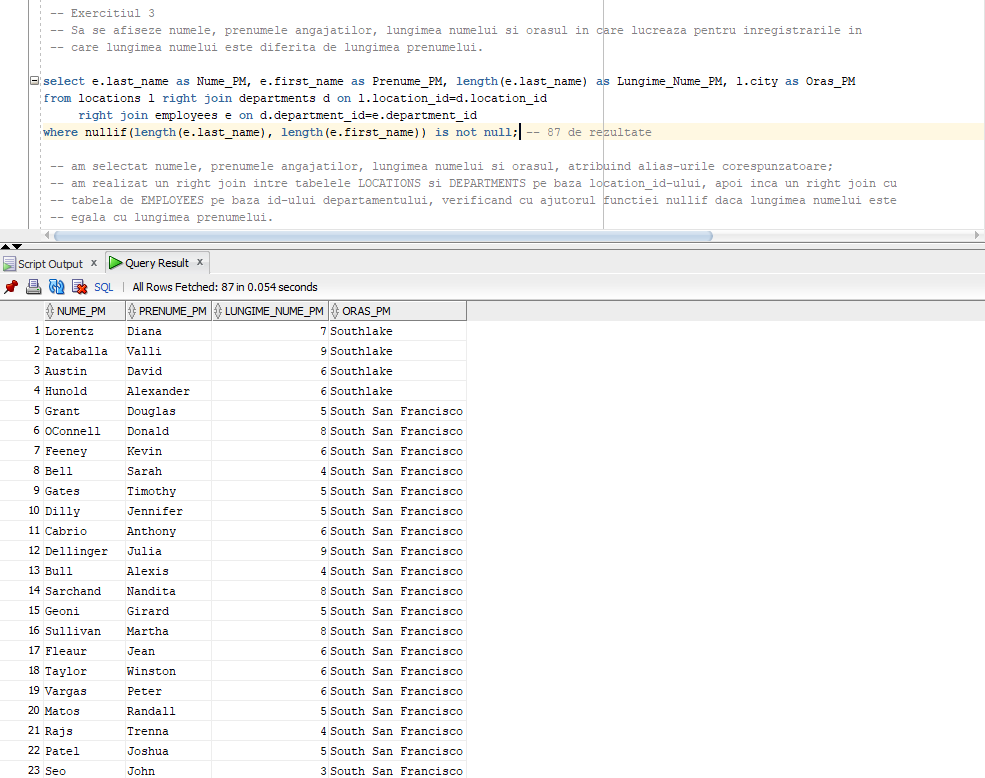 -- Exercitiul 3
-- Sa se afiseze numele, prenumele angajatilor, lungimea numelui si orasul in care lucreaza pentru inregistrarile in
-- care lungimea numelui este diferita de lungimea prenumelui.
select e.last_name as Nume_PM, e.first_name as Prenume_PM, length(e.last_name) as Lungime_Nume_PM, l.city as Oras_PM
from locations l right join departments d on l.location_id=d.location_id
right join employees e on d.department_id=e.department_id
where nullif(length(e.last_name), length(e.first_name)) is not null; -- 87 de rezultate
-- am selectat numele, prenumele angajatilor, lungimea numelui si orasul, atribuind alias-urile corespunzatoare;
-- am realizat un right join intre tabelele LOCATIONS si DEPARTMENTS pe baza location_id-ului, apoi inca un right join cu
-- tabela de EMPLOYEES pe baza id-ului departamentului, verificand cu ajutorul functiei nullif daca lungimea numelui este
-- egala cu lungimea prenumelui.
Script Output x Query Result x
SQL | All Rows Fetched: 87 in 0.054 seconds
NUME_PM PRENUME_PM LUNGIME_NUME_PM ORAS_PM
1 Lorentz Diana 7 Southlake
2 Pataballa Valli 9 Southlake
3 Austin David 6 Southlake
4 Hunold Alexander 6 Southlake
5 Grant Douglas 5 South San Francisco
6 OConnell Donald 8 South San Francisco
7 Feeney Kevin 6 South San Francisco
8 Bell Sarah 4 South San Francisco
9 Gates Timothy 5 South San Francisco
10 Dilly Jennifer 5 South San Francisco
11 Cabrio Anthony 6 South San Francisco
12 Dellinger Julia 9 South San Francisco
13 Bull Alexis 4 South San Francisco
14 Sarchand Nandita 8 South San Francisco
15 Geoni Girard 5 South San Francisco
16 Sullivan Martha 8 South San Francisco
17 Fleaur Jean 6 South San Francisco
18 Taylor Winston 6 South San Francisco
19 Vargas Peter 6 South San Francisco
20 Matos Randall 5 South San Francisco
21 Rajs Trenna 4 South San Francisco
22 Patel Joshua 5 South San Francisco
23 Seo John 3 South San Francisco